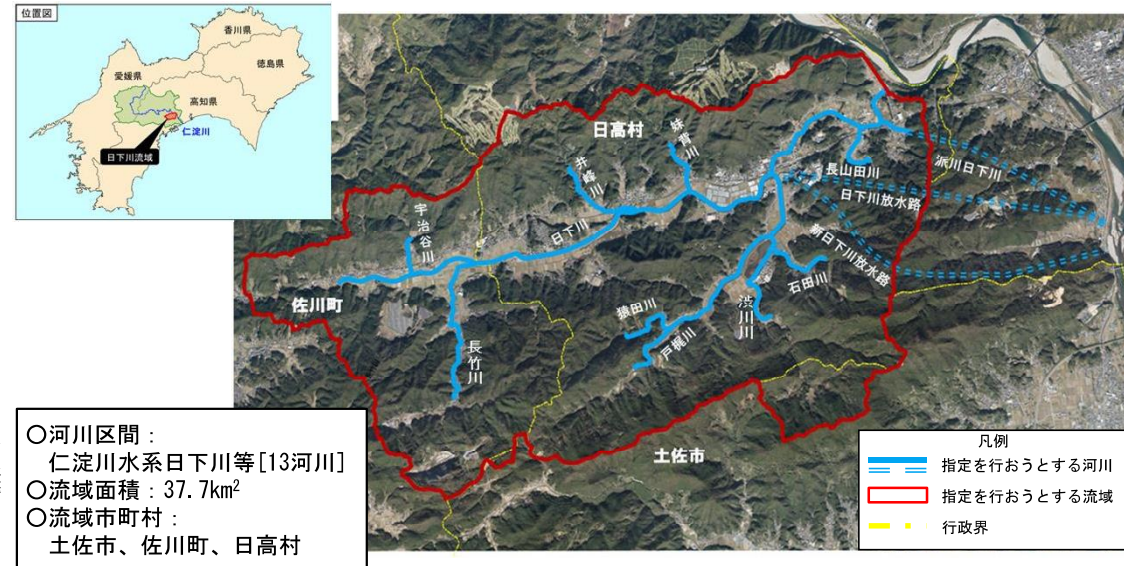 位置図
香川県
徳島県
愛媛県
高知県
仁淀川
日下川流域
日高村
妹背川
井峰川
宇治谷川
日下川
長山田川
派川日下川
日下川放水路
新日下川放水路
石田川
渋川川
猿田川
戸梶川
長竹川
佐川町
土佐市
○河川区間:
仁淀川水系日下川等[13河川]
○流域面積:37.7km²
○流域市町村:
土佐市、佐川町、日高村
凡例
指定を行おうとする河川
指定を行おうとする流域
行政界